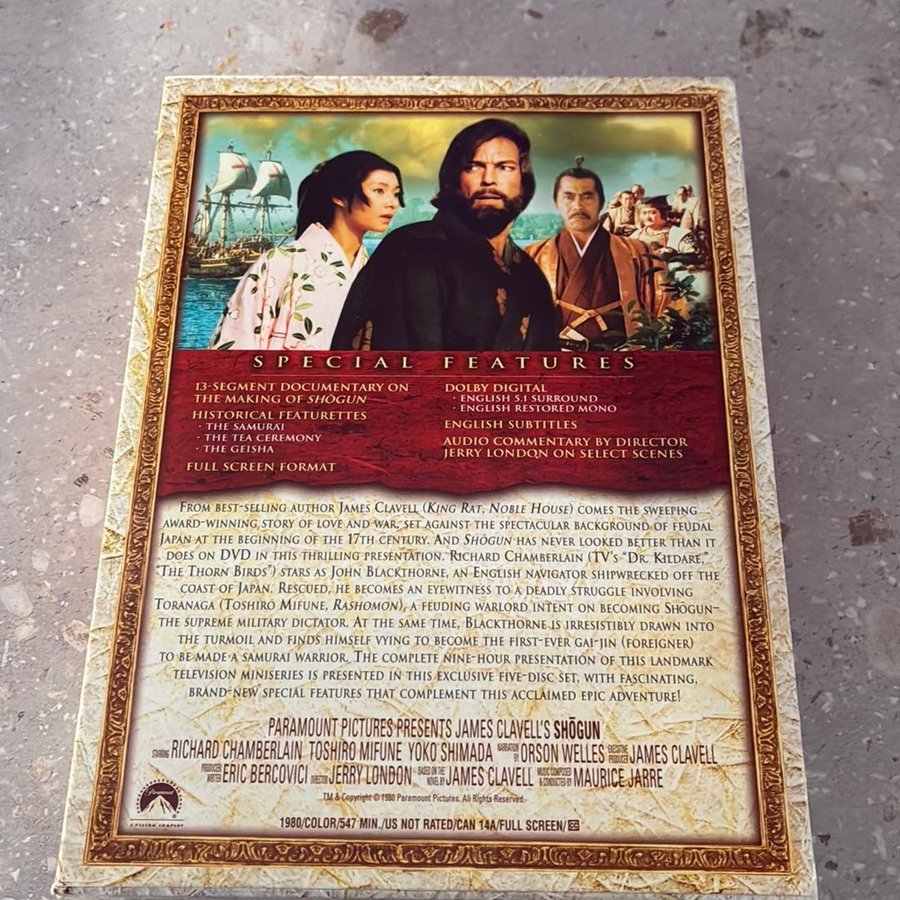 SPECIAL FEATURES
13-SEGMENT DOCUMENTARY ON
THE MAKING OF SHŌGUN
HISTORICAL FEATURETTES
· THE SAMURAI
· THE TEA CEREMONY
· THE GEISHA
FULL SCREEN FORMAT
DOLBY DIGITAL
· ENGLISH 5.1 SURROUND
· ENGLISH RESTORED MONO
ENGLISH SUBTITLES
AUDIO COMMENTARY BY DIRECTOR
JERRY LONDON ON SELECT SCENES
FROM BEST-SELLING AUTHOR JAMES CLAVELL (KING RAT, NOBLE HOUSE) COMES THE SWEEPING
AWARD-WINNING STORY OF LOVE AND WAR, SET AGAINST THE SPECTACULAR BACKGROUND OF FEUDAL
JAPAN AT THE BEGINNING OF THE 17TH CENTURY. AND SHŌGUN HAS NEVER LOOKED BETTER THAN IT
DOES ON DVD IN THIS THRILLING PRESENTATION. RICHARD CHAMBERLAIN (TV'S "DR. KILDARE,"
"THE THORN BIRDS") STARS AS JOHN BLACKTHORNE, AN ENGLISH NAVIGATOR SHIPWRECKED OFF THE
COAST OF JAPAN. RESCUED, HE BECOMES AN EYEWITNESS TO A DEADLY STRUGGLE INVOLVING
TORANAGA (TOSHIRŌ MIFUNE, RASHOMON), A FEUDING WARLORD INTENT ON BECOMING SHŌGUN–
THE SUPREME MILITARY DICTATOR. AT THE SAME TIME, BLACKTHORNE IS IRRESISTIBLY DRAWN INTO
THE TURMOIL AND FINDS HIMSELF VYING TO BECOME THE FIRST-EVER GAI-JIN (FOREIGNER)
TO BE MADE A SAMURAI WARRIOR. THE COMPLETE NINE-HOUR PRESENTATION OF THIS LANDMARK
TELEVISION MINISERIES IS PRESENTED IN THIS EXCLUSIVE FIVE-DISC SET, WITH FASCINATING,
BRAND-NEW SPECIAL FEATURES THAT COMPLEMENT THIS ACCLAIMED EPIC ADVENTURE!
PARAMOUNT PICTURES PRESENTS JAMES CLAVELL'S SHŌGUN
STARRING RICHARD CHAMBERLAIN TOSHIRO MIFUNE YOKO SHIMADA NARRATION BY ORSON WELLES EXECUTIVE PRODUCER JAMES CLAVELL
PRODUCER WRITER ERIC BERCOVICI DIRECTOR JERRY LONDON BASED ON THE NOVEL BY JAMES CLAVELL MUSIC COMPOSED & CONDUCTED BY MAURICE JARRE
TM & Copyright © 1980 Paramount Pictures. All Rights Reserved.
Paramount
1980/COLOR/547 MIN./US NOT RATED/CAN 14A/FULL SCREEN/CC